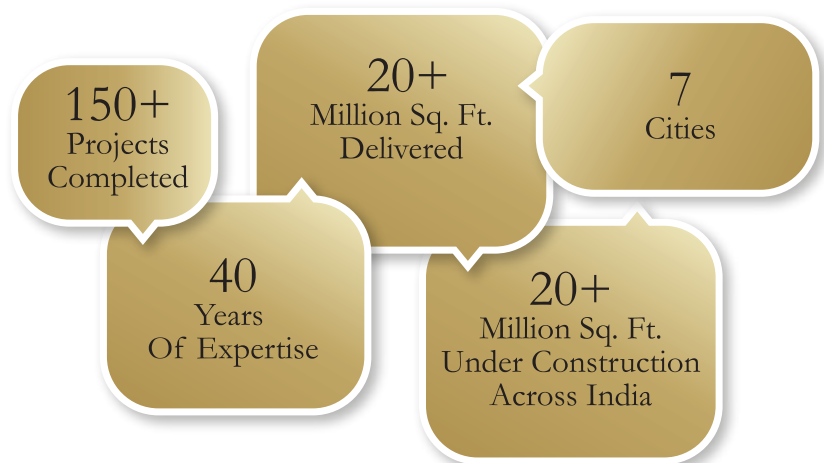 150+
Projects
Completed
20+
Million Sq. Ft.
Delivered
7
Cities
40
Years
Of Expertise
20+
Million Sq. Ft.
Under Construction
Across India